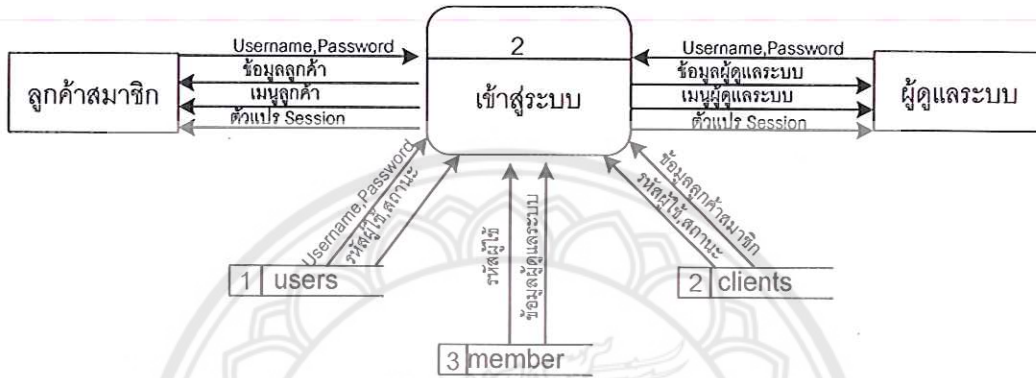 Username,Password
ข้อมูลลูกค้า
เมนูลูกค้า
ตัวแปร Session
ลูกค้าสมาชิก
2
เข้าสู่ระบบ
Username,Password
ข้อมูลผู้ดูแลระบบ
เมนูผู้ดูแลระบบ
ตัวแปร Session
ผู้ดูแลระบบ
Username,Password
รหัสผู้ใช้,สถานะ
รหัสผู้ใช้
ข้อมูลผู้ดูแลระบบ
ข้อมูลลูกค้าสมาชิก
รหัสผู้ใช้,สถานะ
1 users
2 clients
3 member